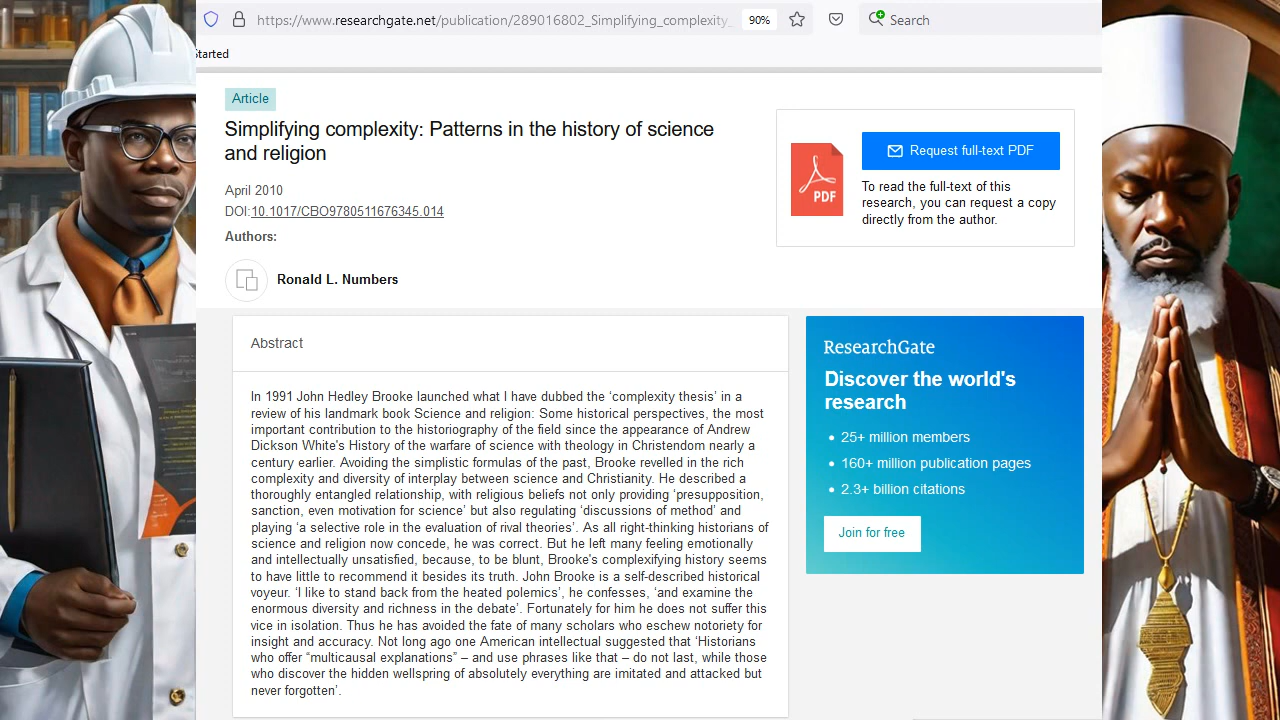 https://www.researchgate.net/publication/289016802_Simplifying_complexity_
90%
Search
Started
Article
Simplifying complexity: Patterns in the history of science
and religion
April 2010
DOI:10.1017/CBO9780511676345.014
Authors:
Ronald L. Numbers
PDF
Request full-text PDF
To read the full-text of this
research, you can request a copy
directly from the author.
Abstract
In 1991 John Hedley Brooke launched what I have dubbed the ‘complexity thesis’ in a
review of his landmark book Science and religion: Some historical perspectives, the most
important contribution to the historiography of the field since the appearance of Andrew
Dickson White's History of the warfare of science with theology in Christendom nearly a
century earlier. Avoiding the simplistic formulas of the past, Brooke revelled in the rich
complexity and diversity of interplay between science and Christianity. He described a
thoroughly entangled relationship, with religious beliefs not only providing ‘presupposition,
sanction, even motivation for science’ but also regulating ‘discussions of method’ and
playing ‘a selective role in the evaluation of rival theories’. As all right-thinking historians of
science and religion now concede, he was correct. But he left many feeling emotionally
and intellectually unsatisfied, because, to be blunt, Brooke's complexifying history seems
to have little to recommend it besides its truth. John Brooke is a self-described historical
voyeur. ‘I like to stand back from the heated polemics’, he confesses, ‘and examine the
enormous diversity and richness in the debate’. Fortunately for him he does not suffer this
vice in isolation. Thus he has avoided the fate of many scholars who eschew notoriety for
insight and accuracy. Not long ago an American intellectual suggested that ‘Historians
who offer “multicausal explanations” and use phrases like that – do not last, while those
who discover the hidden wellspring of absolutely everything are imitated and attacked but
never forgotten’.
ResearchGate
Discover the world's
research
25+ million members
160+ million publication pages
2.3+ billion citations
Join for free